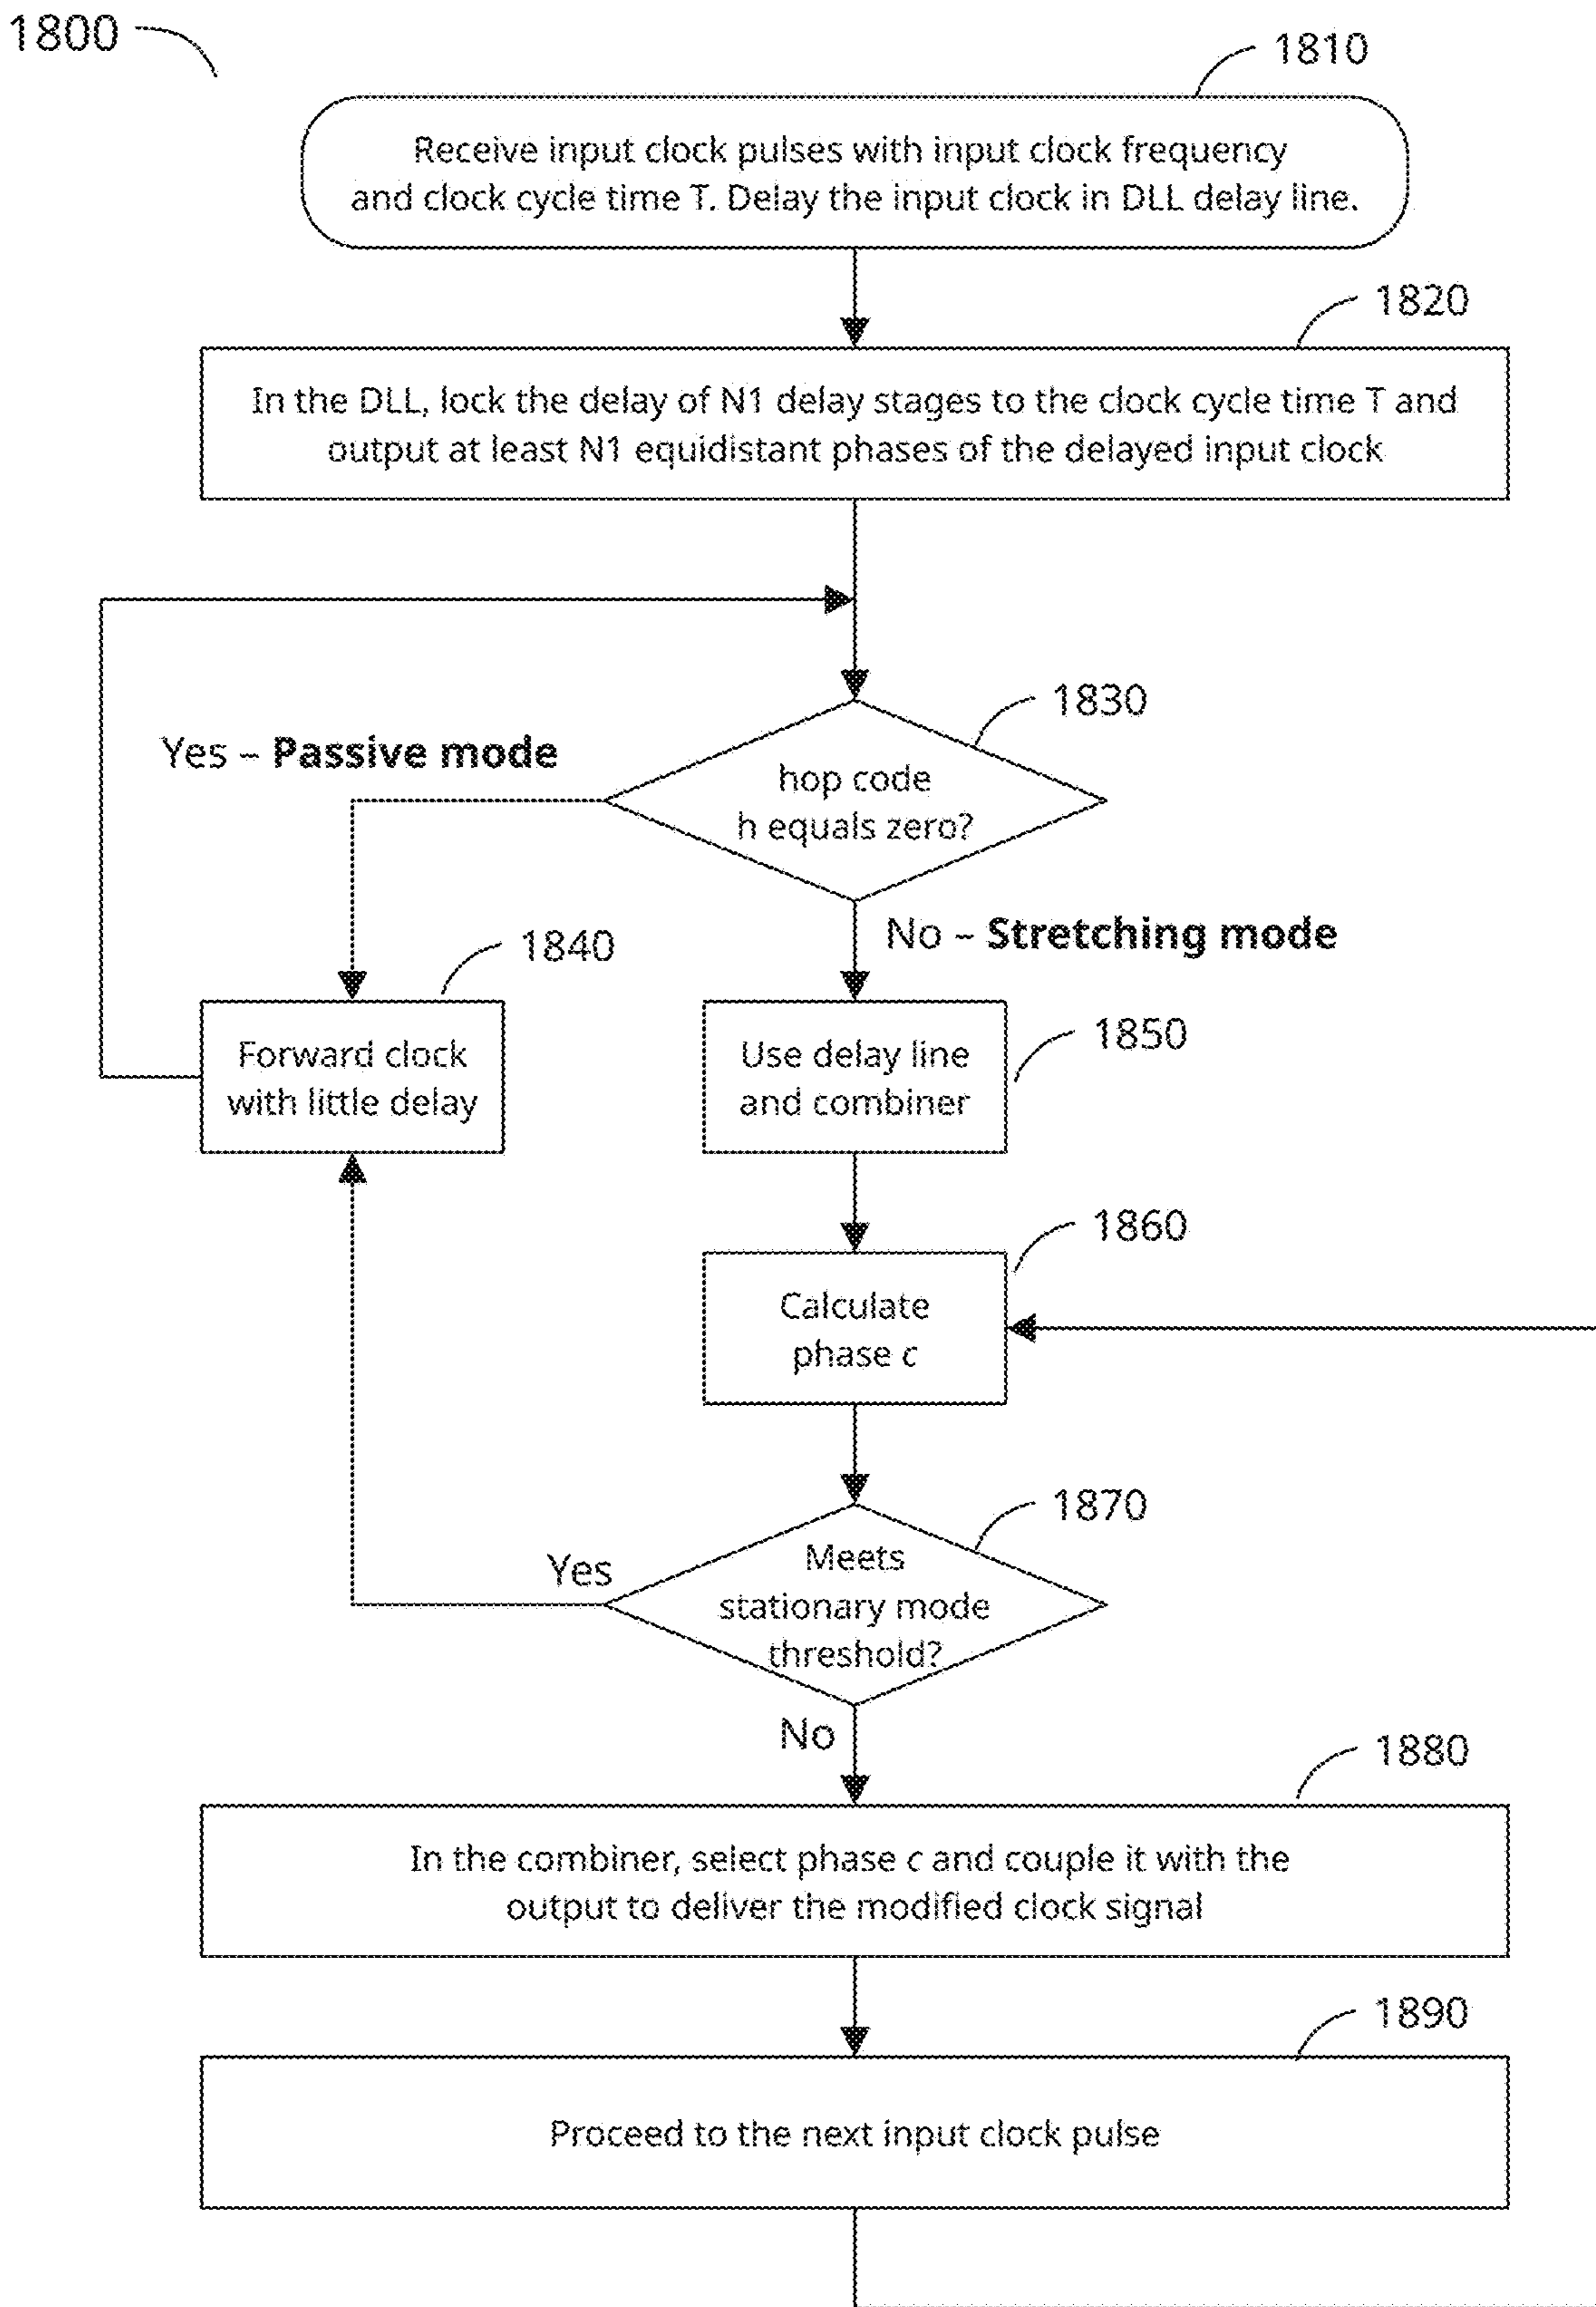 1800
1810
Receive input clock pulses with input clock frequency
and clock cycle time T. Delay the input clock in DLL delay line.
1820
In the DLL, lock the delay of N1 delay stages to the clock cycle time T and
output at least N1 equidistant phases of the delayed input clock
1830
Yes – Passive mode
hop code
h equals zero?
No – Stretching mode
1840
Forward clock
with little delay
1850
Use delay line
and combiner
1860
Calculate
phase c
1870
Yes
Meets
stationary mode
threshold?
No
1880
In the combiner, select phase c and couple it with the
output to deliver the modified clock signal
1890
Proceed to the next input clock pulse